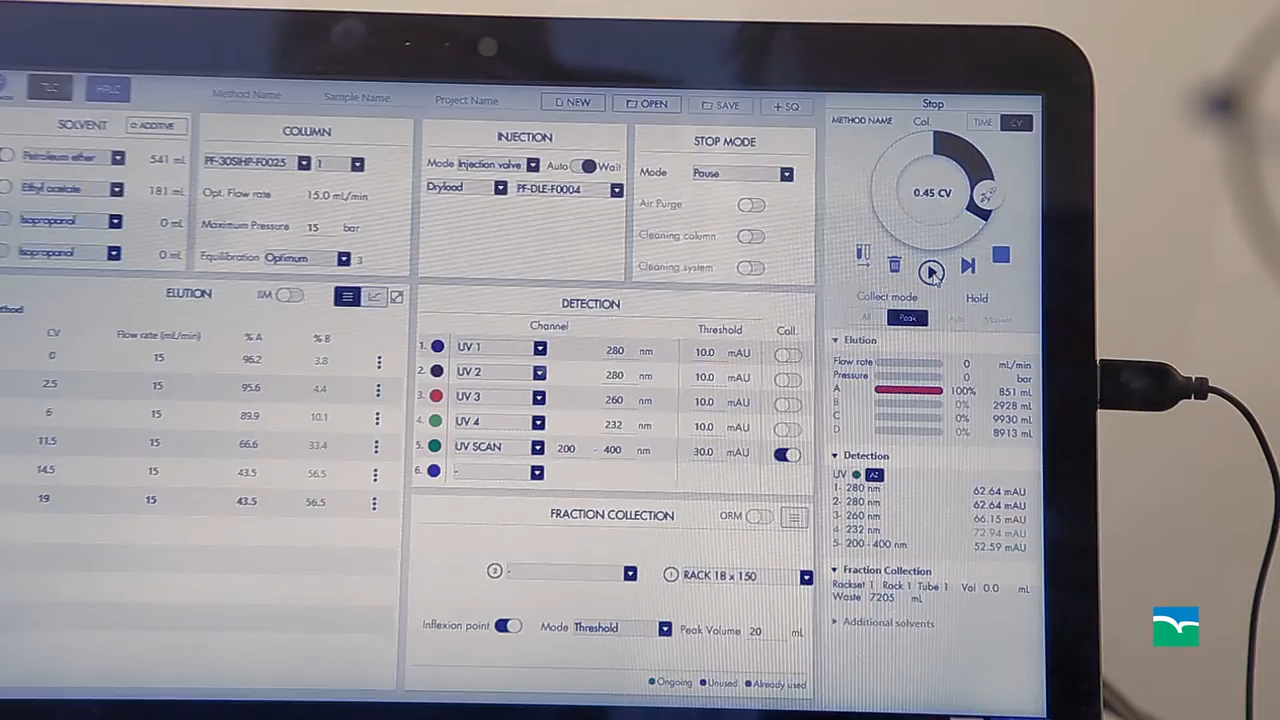 TLC HPLC Method Name Sample Name Project Name NEW OPEN SAVE + SQ
SOLVENT ☆ ADDITIVE
Petroleum ether 541 mL
Ethyl acetate 181 mL
Isopropanol 0 mL
Isopropanol 0 mL
COLUMN
PF-30SIHP-F0025 1
Opt. Flow rate 15.0 mL/min
Maximum Pressure 15 bar
Equilibration Optimum 3
INJECTION
Mode Injection valve Auto Wait
Dryload PF-DLE-F0004
STOP MODE
Mode Pause
Air Purge
Cleaning column
Cleaning system
Stop
METHOD NAME Col. TIME CV
0.45 CV
Collect mode Hold
All Peak Auto Manual
ELUTION ISM
CV Flow rate (mL/min) % A % B
0 15 96.2 3.8
2.5 15 95.6 4.4
6 15 89.9 10.1
11.5 15 66.6 33.4
14.5 15 43.5 56.5
19 15 43.5 56.5
DETECTION
Channel Threshold Coll.
1. UV 1 280 nm 10.0 mAU
2. UV 2 280 nm 10.0 mAU
3. UV 3 260 nm 10.0 mAU
4. UV 4 232 nm 10.0 mAU
5. UV SCAN 200 - 400 nm 30.0 mAU
6. -
FRACTION COLLECTION ORM
2 - 1 RACK 18 x 150
Inflexion point Mode Threshold Peak Volume 20 mL
Ongoing Unused Already used
Elution
Flow rate 0 mL/min
Pressure 0 bar
A 100% 851 mL
B 0% 2928 mL
C 0% 9930 mL
D 0% 8913 mL
Detection
UV AZ
1- 280 nm 62.64 mAU
2- 280 nm 62.64 mAU
3- 260 nm 66.15 mAU
4- 232 nm 72.94 mAU
5- 200 - 400 nm 52.59 mAU
Fraction Collection
Rackset 1 Rack 1 Tube 1 Vol 0.0 mL
Waste 7205 mL
Additional solvents